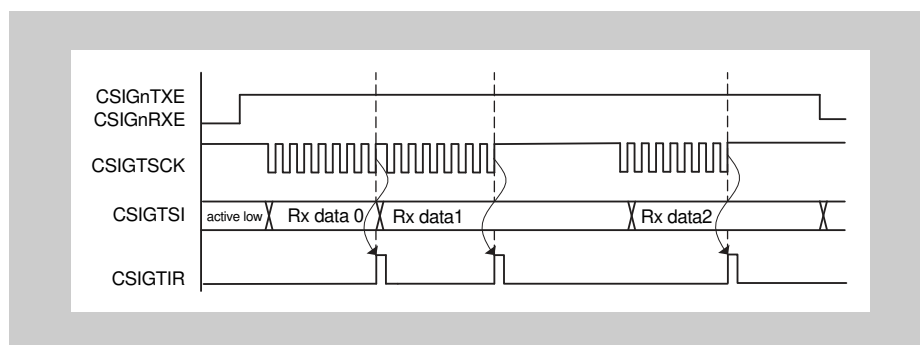 CSIGnTXE
CSIGnRXE
CSIGTSCK
CSIGTSI
active low
Rx data 0
Rx data1
Rx data2
CSIGTIR